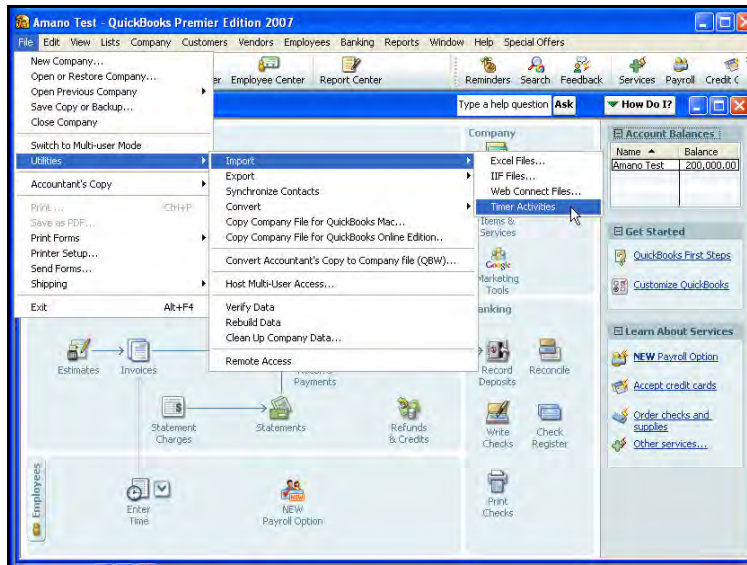 Amano Test - QuickBooks Premier Edition 2007
File Edit View Lists Company Customers Vendors Employees Banking Reports Window Help Special Offers
New Company...
Open or Restore Company...
Open Previous Company
Save Copy or Backup...
Close Company
Switch to Multi-user Mode
Utilities
Accountant's Copy
Print ... Ctrl+P
Save as PDF...
Print Forms
Printer Setup...
Send Forms...
Shipping
Exit Alt+F4
er Employee Center Report Center Reminders Search Feedback Services Payroll Credit C
Type a help question Ask How Do I?
Import
Export
Synchronize Contacts
Convert
Copy Company File for QuickBooks Mac...
Copy Company File for QuickBooks Online Edition..
Convert Accountant's Copy to Company file (QBW)...
Host Multi-User Access...
Verify Data
Rebuild Data
Clean Up Company Data...
Remote Access
Company
Excel Files...
IIF Files...
Web Connect Files...
Timer Activities
Items &
Services
Google
Marketing
Tools
anking
Record
Deposits
Reconcile
Write
Checks
Check
Register
Print
Checks
Estimates
Invoices
Payments
Statement
Charges
Statements
Refunds
& Credits
Employees
Enter
Time
NEW
NEW
Payroll Option
Account Balances
Name Balance
Amano Test 200,000.00
Get Started
QuickBooks First Steps
Customize QuickBooks
Learn About Services
NEW Payroll Option
Accept credit cards
Order checks and
supplies
Other services...